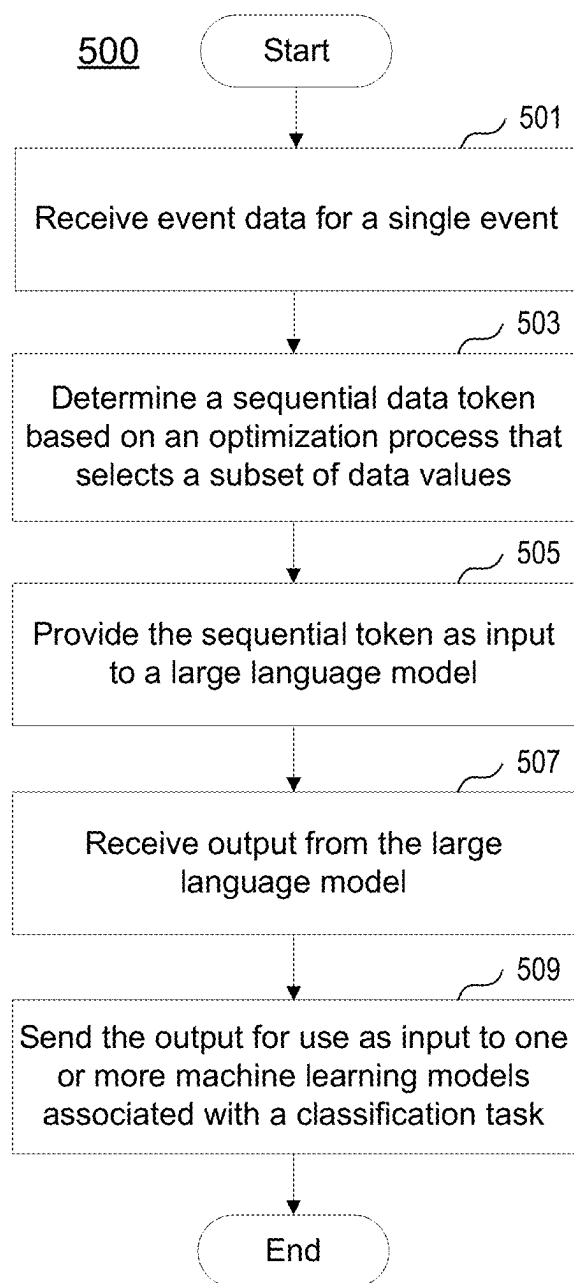 500
Start
501
Receive event data for a single event
503
Determine a sequential data token
based on an optimization process that
selects a subset of data values
505
Provide the sequential token as input
to a large language model
507
Receive output from the large
language model
509
Send the output for use as input to one
or more machine learning models
associated with a classification task
End